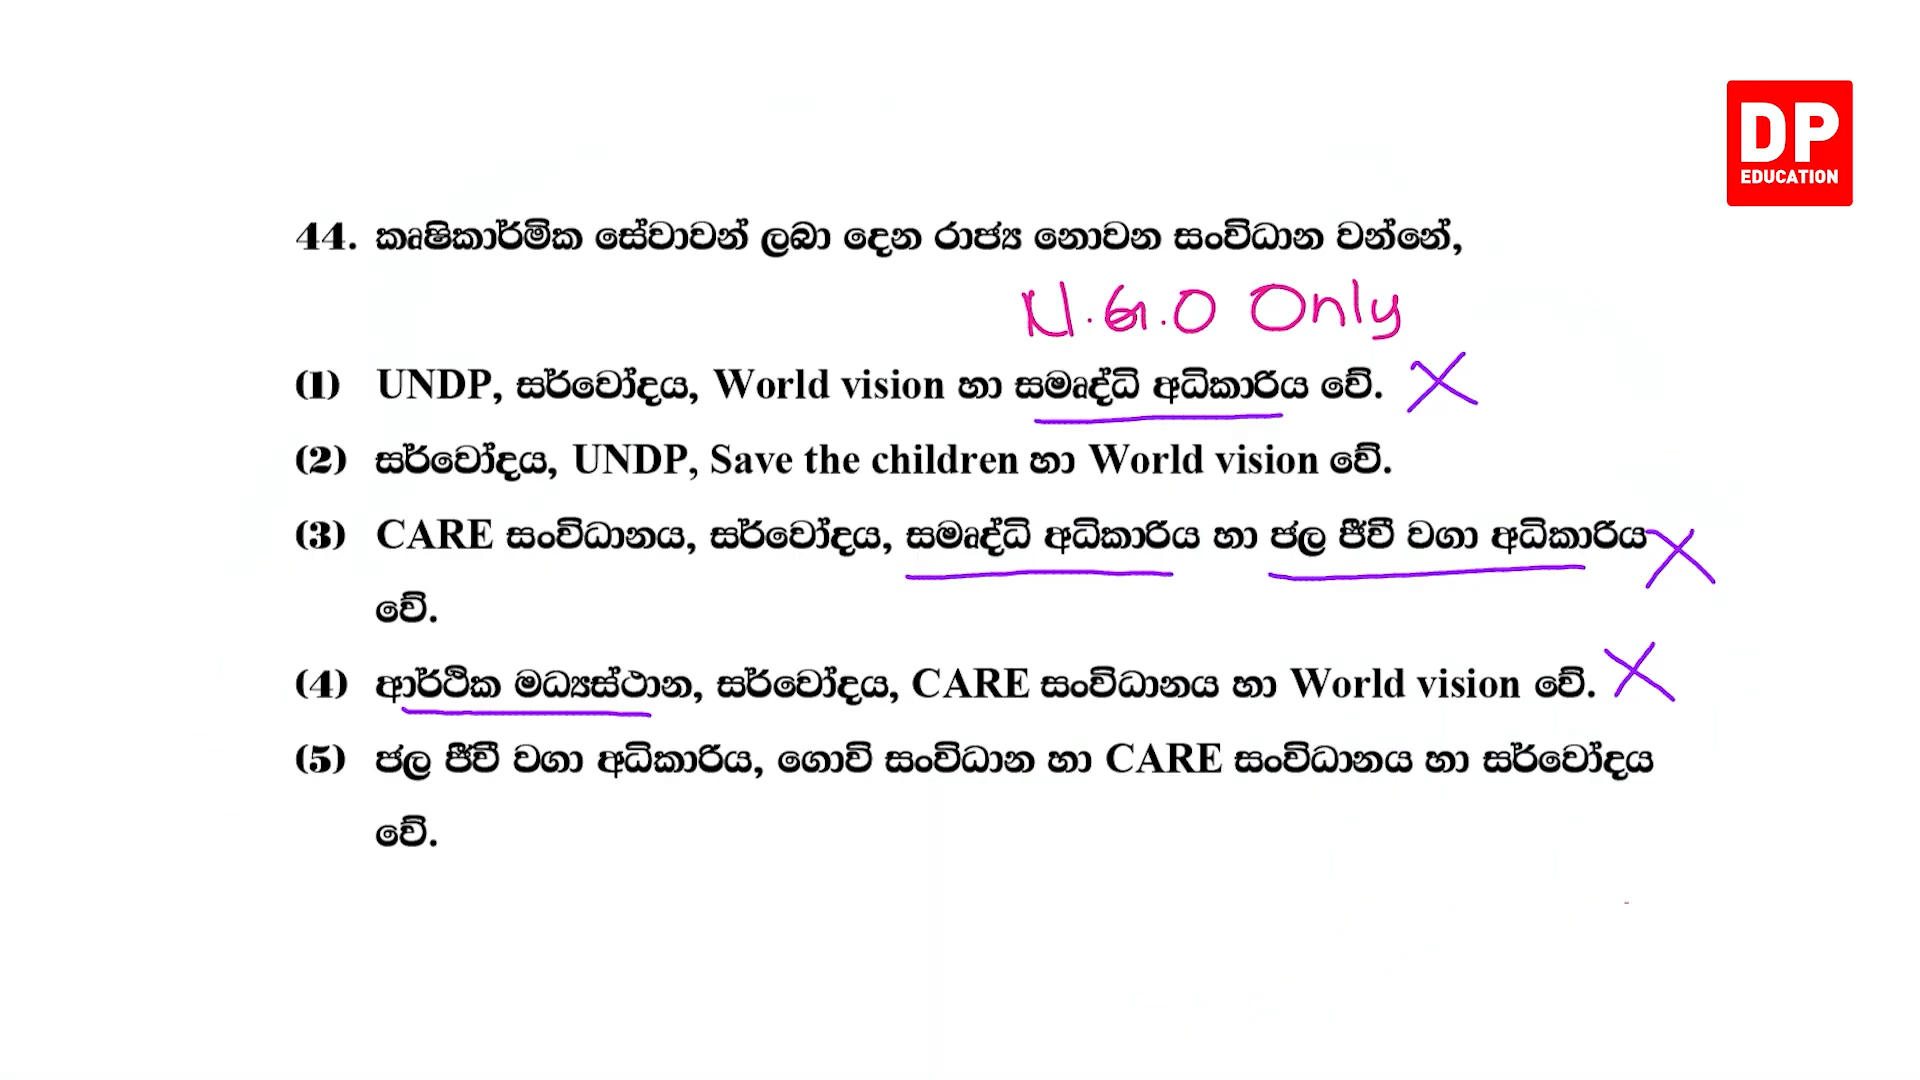 DP
EDUCATION
44. කෘෂිකාර්මික සේවාවන් ලබා දෙන රාජ්‍ය නොවන සංවිධාන වන්නේ,
N.G.O Only
(1) UNDP, සර්වෝදය, World vision හා සමෘද්ධි අධිකාරිය වේ.
(2) සර්වෝදය, UNDP, Save the children හා World vision වේ.
(3) CARE සංවිධානය, සර්වෝදය, සමෘද්ධි අධිකාරිය හා ජල ජීවී වගා අධිකාරිය
වේ.
(4) ආර්ථික මධ්‍යස්ථාන, සර්වෝදය, CARE සංවිධානය හා World vision වේ.
(5) ජල ජීවී වගා අධිකාරිය, ගොවි සංවිධාන හා CARE සංවිධානය හා සර්වෝදය
වේ.